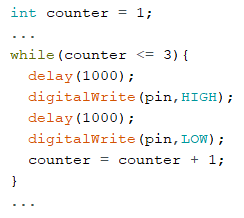 int counter = 1;
...
while(counter <= 3){
delay(1000);
digitalWrite(pin,HIGH);
delay(1000);
digitalWrite(pin,LOW);
counter = counter + 1;
}
...